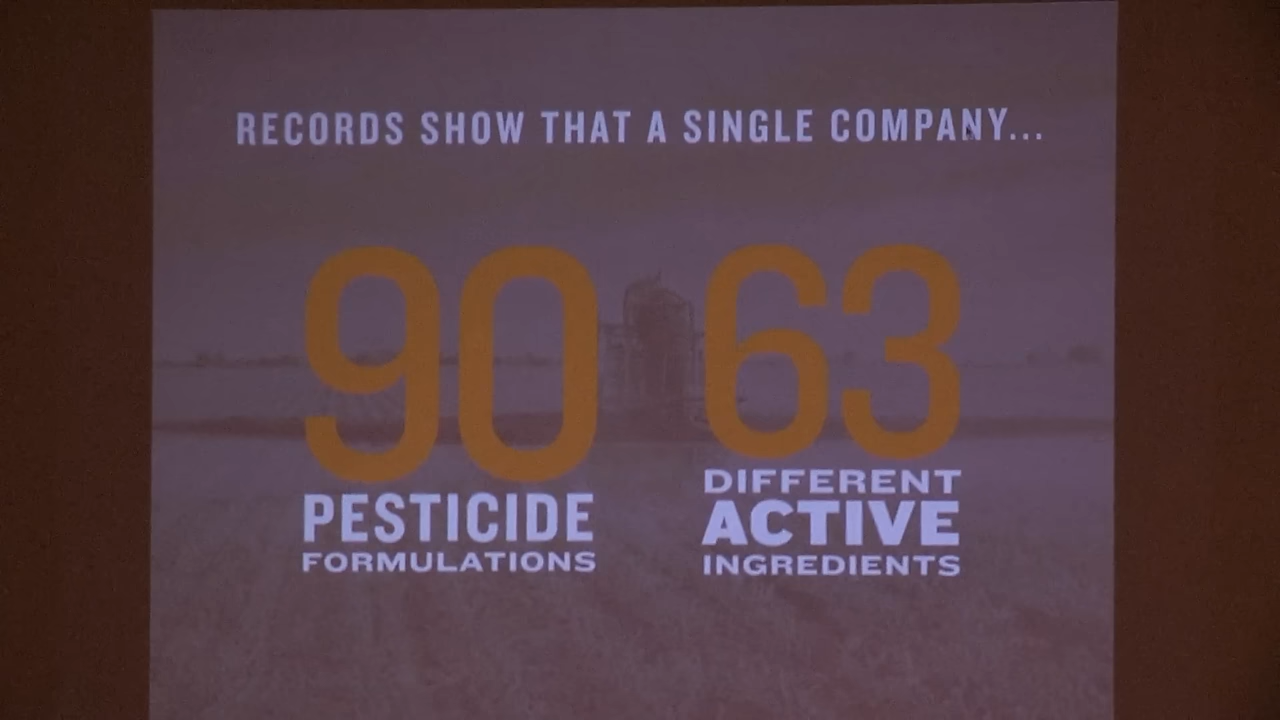 RECORDS SHOW THAT A SINGLE COMPANY...
90
PESTICIDE
FORMULATIONS
63
DIFFERENT
ACTIVE
INGREDIENTS